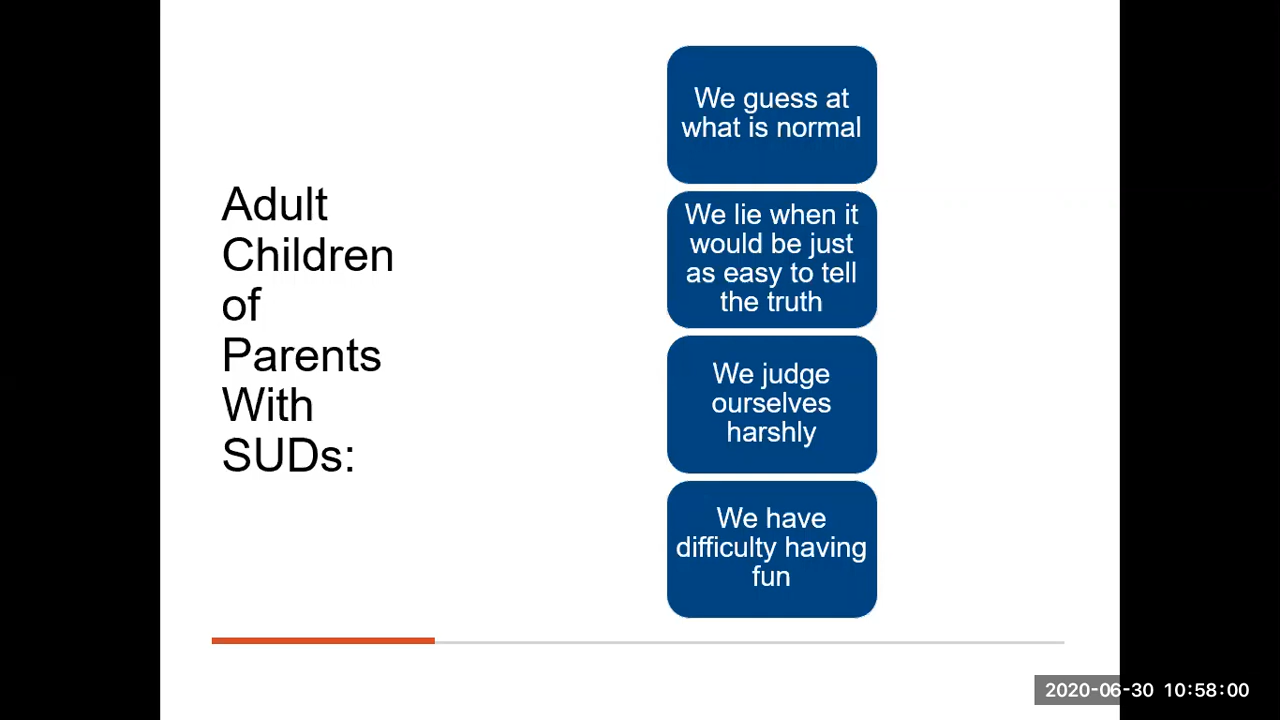 Adult
Children
of
Parents
With
SUDs:
We guess at
what is normal
We lie when it
would be just
as easy to tell
the truth
We judge
ourselves
harshly
We have
difficulty having
fun
2020-06-30 10:58:00